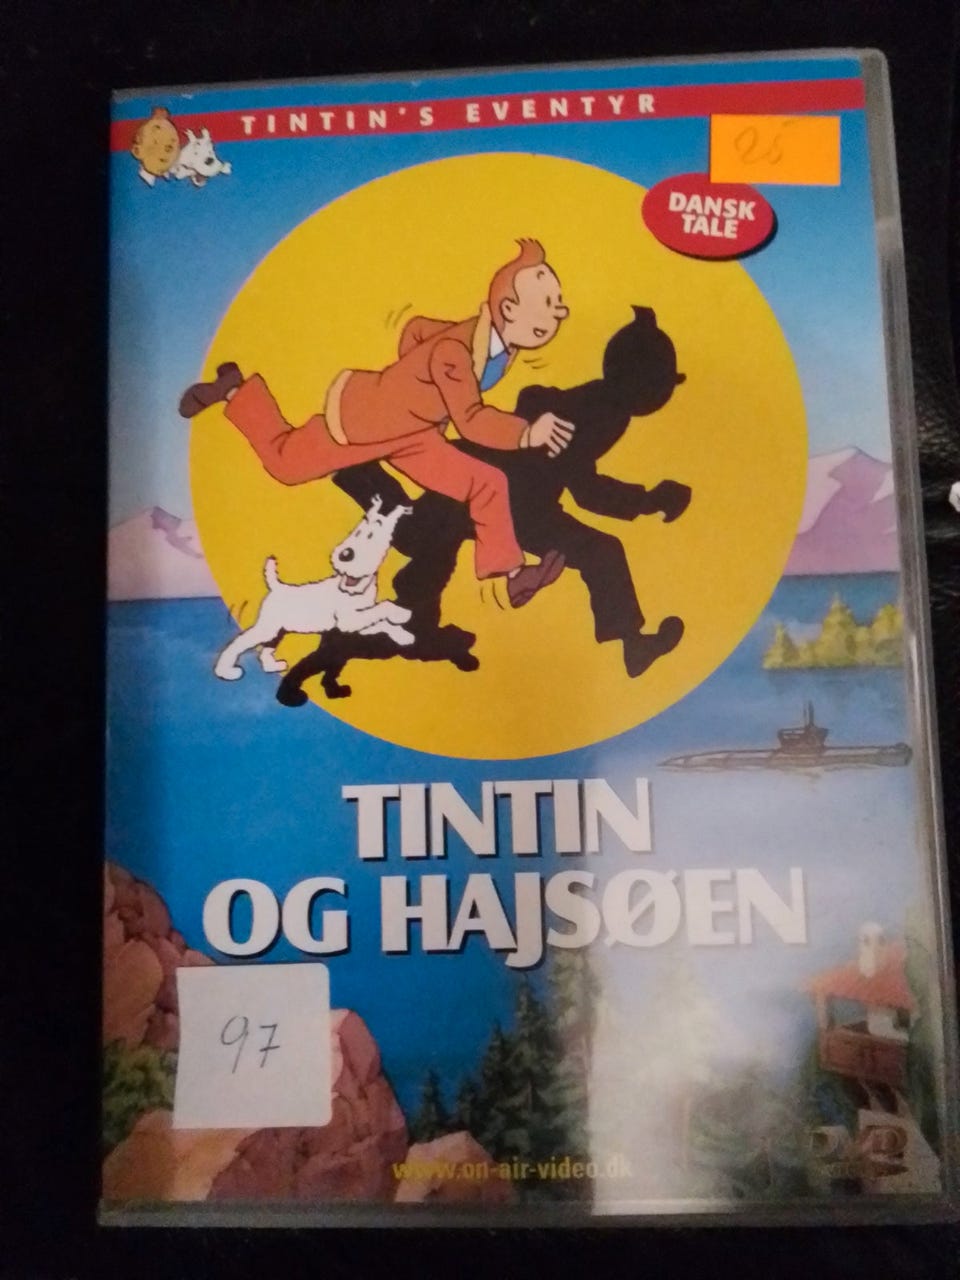 TINTIN'S EVENTYR
25
DANSK
TALE
TINTIN
OG HAJSØEN
97
www.on-air-video.dk
DVD